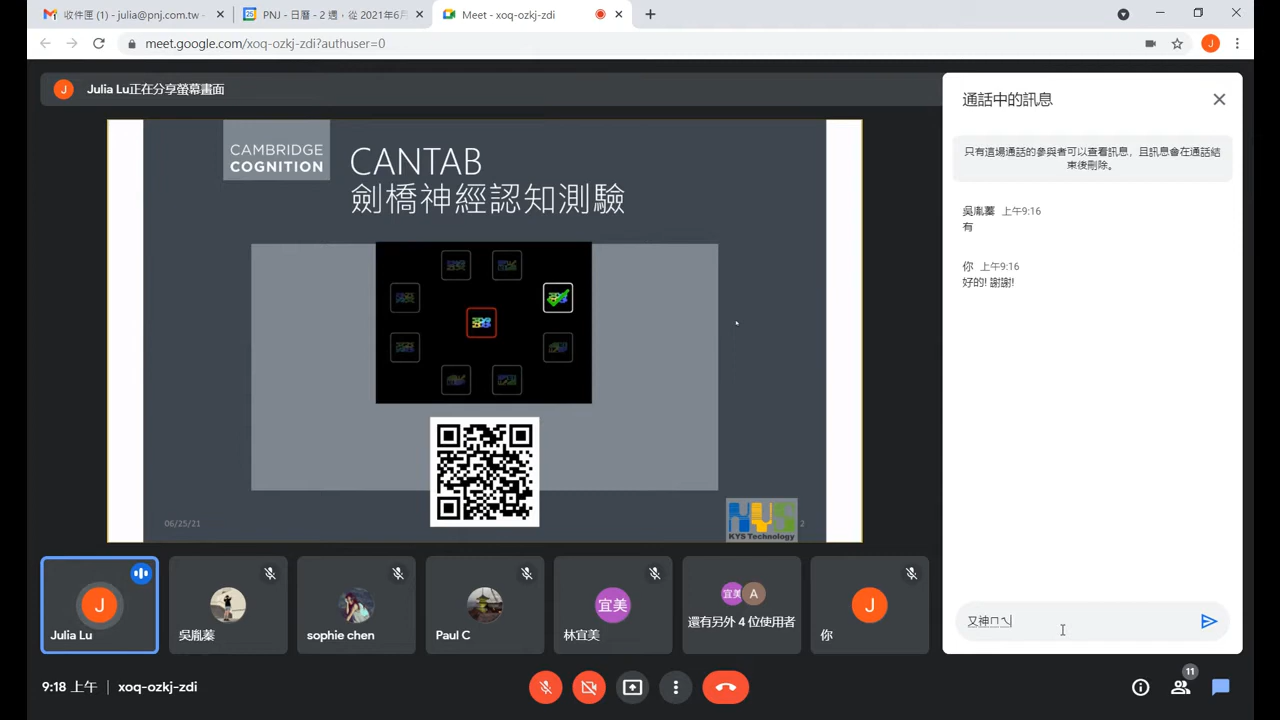 收件匣 (1) - julia@pnj.com.tw -
PNJ - 日曆 - 2 週，從 2021年6月
Meet - xoq-ozkj-zdi
meet.google.com/xoq-ozkj-zdi?authuser=0
J
J
Julia Lu正在分享螢幕畫面
CAMBRIDGE
COGNITION
CANTAB
劍橋神經認知測驗
06/25/21
KYS Technology
2
通話中的訊息
只有這場通話的參與者可以查看訊息，且訊息會在通話結
束後刪除。
吳胤蓁 上午9:16
有
你 上午9:16
好的! 謝謝!
又神ㄇㄟ
J
Julia Lu
吳胤蓁
sophie chen
Paul C
宜美
林宜美
宜美
A
還有另外 4 位使用者
J
你
9:18 上午
xoq-ozkj-zdi
11